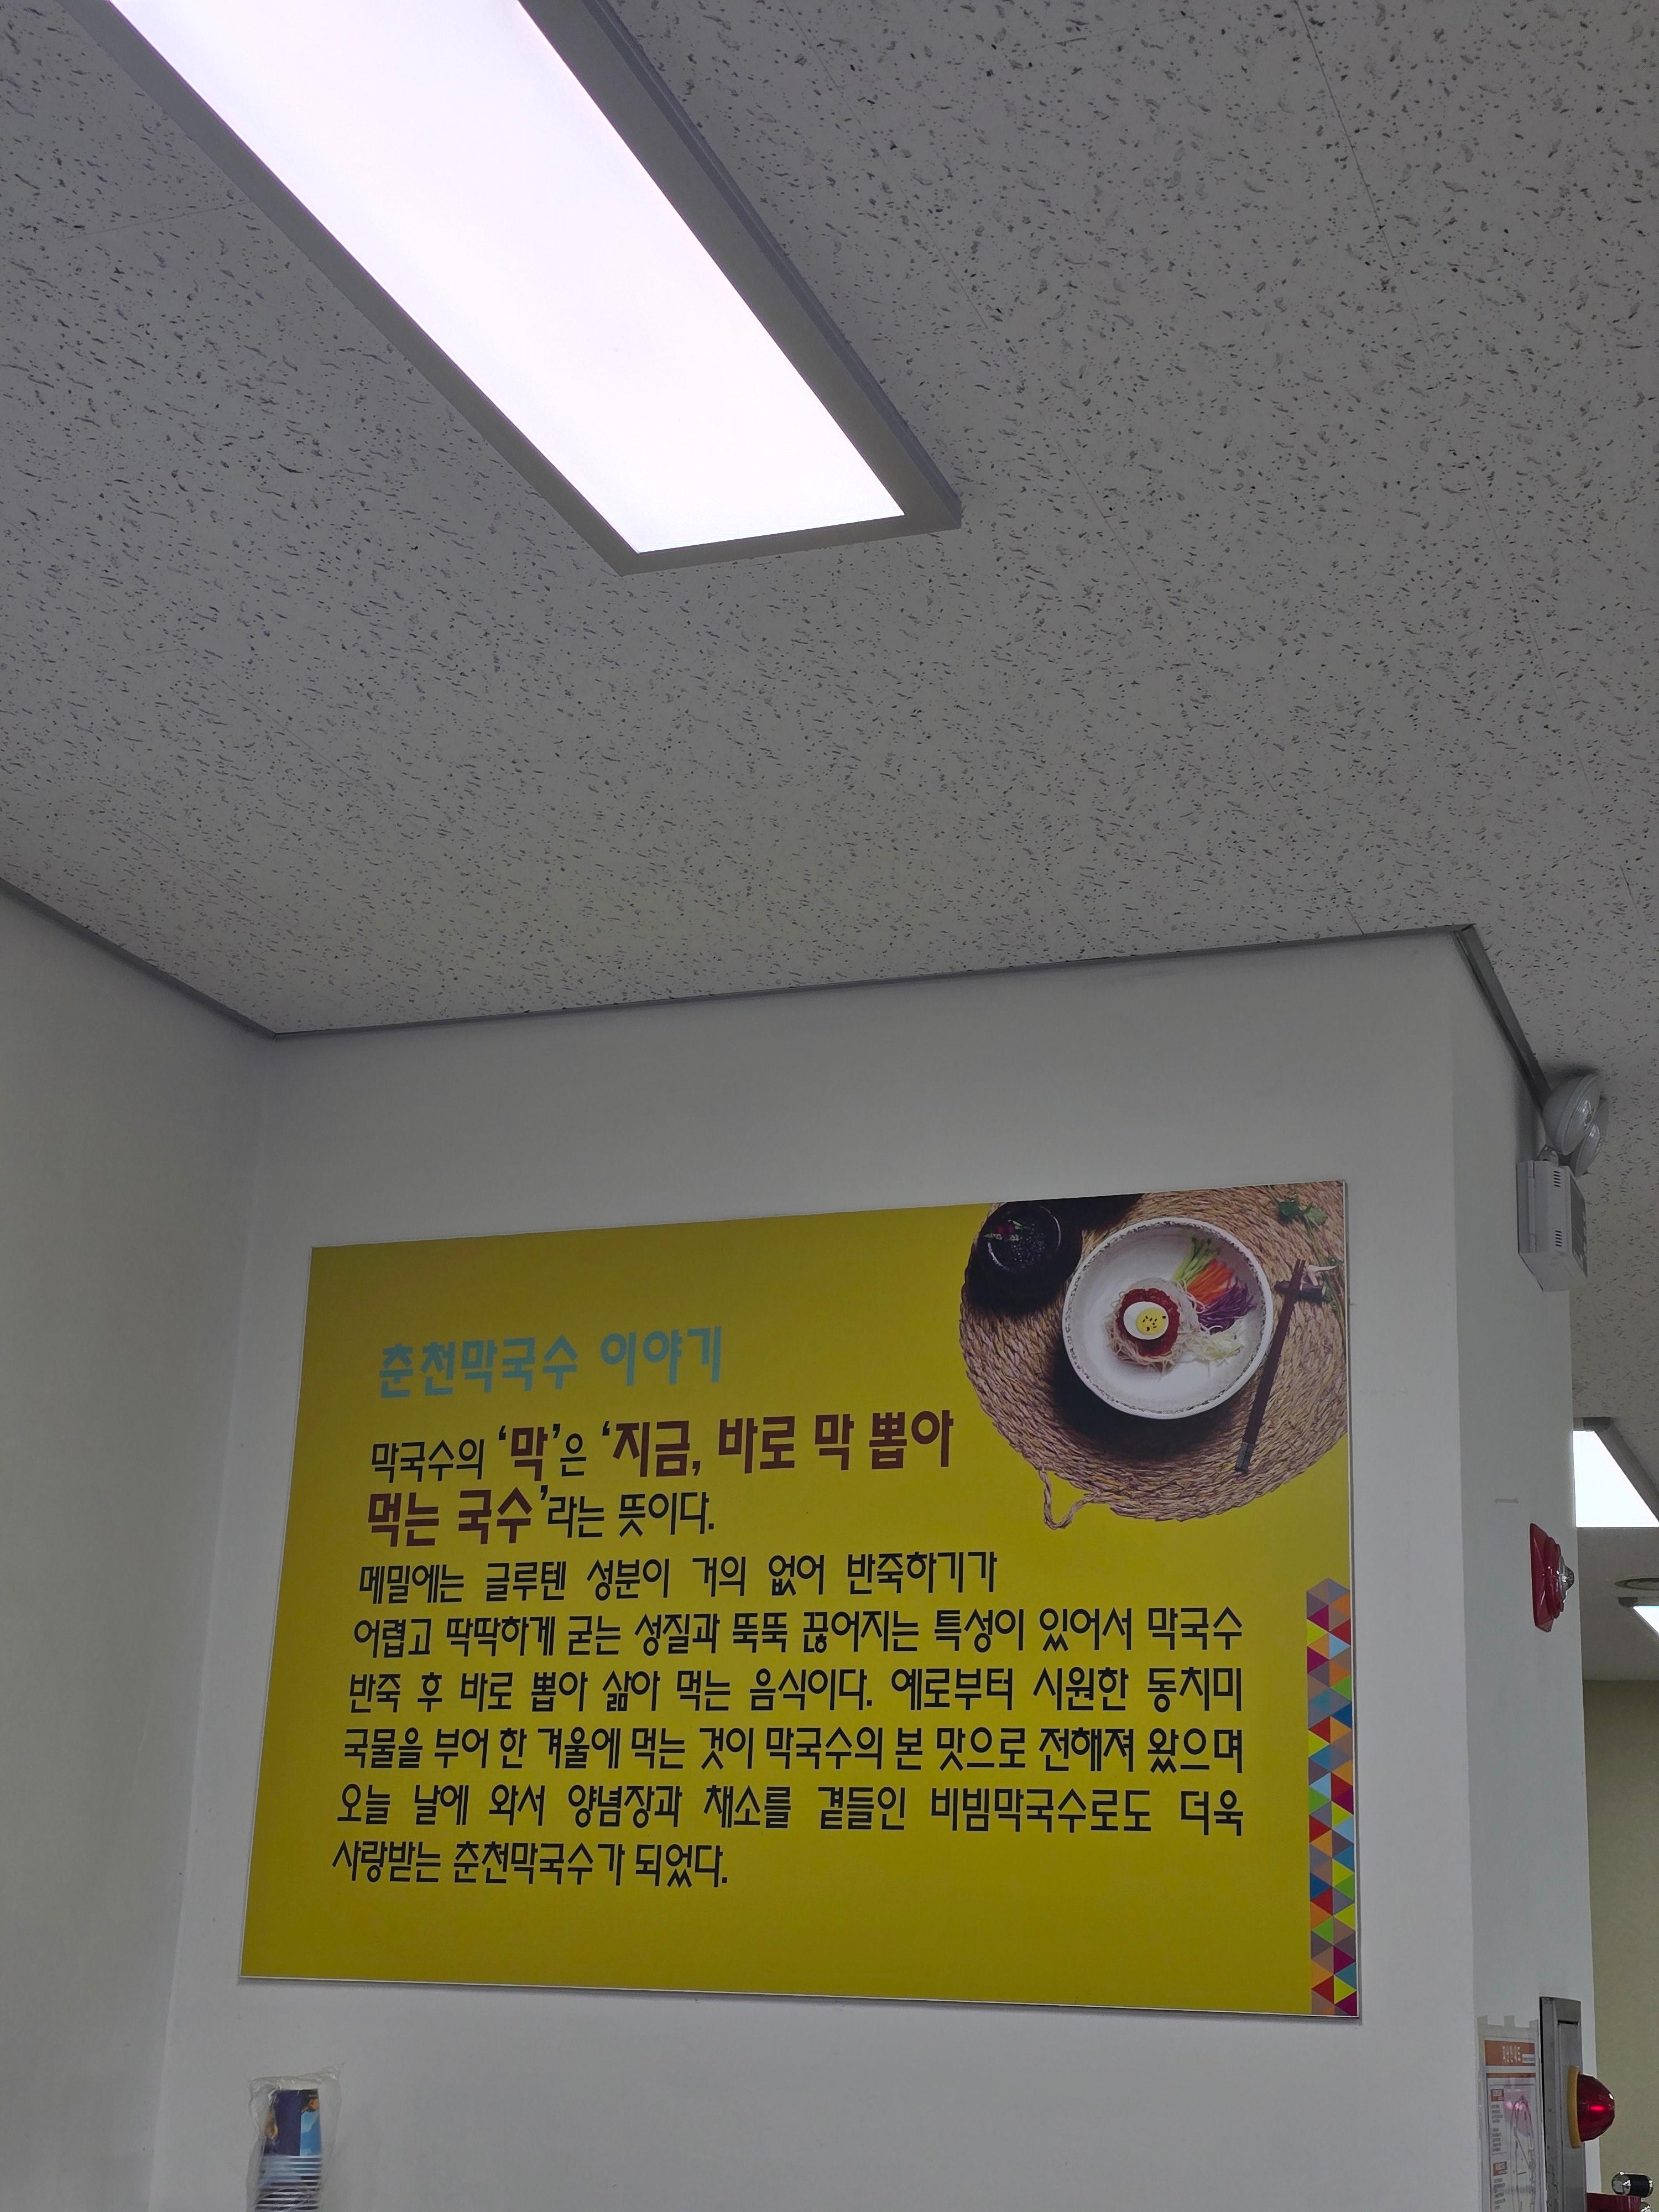 춘천막국수 이야기
막국수의 ‘막’은 ‘지금, 바로 막 뽑아
먹는 국수’라는 뜻이다.
메밀에는 글루텐 성분이 거의 없어 반죽하기가
어렵고 딱딱하게 굳는 성질과 뚝뚝 끊어지는 특성이 있어서 막국수
반죽 후 바로 뽑아 삶아 먹는 음식이다. 예로부터 시원한 동치미
국물을 부어 한 겨울에 먹는 것이 막국수의 본 맛으로 전해져 왔으며
오늘 날에 와서 양념장과 채소를 곁들인 비빔막국수로도 더욱
사랑받는 춘천막국수가 되었다.